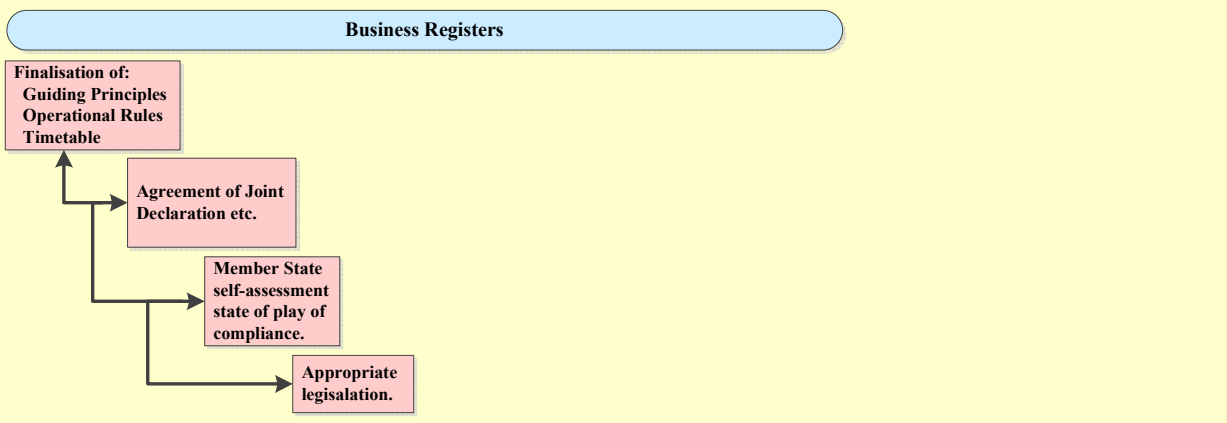 Business Registers
Finalisation of:
Guiding Principles
Operational Rules
Timetable
Agreement of Joint
Declaration etc.
Member State
self-assessment
state of play of
compliance.
Appropriate
legisalation.